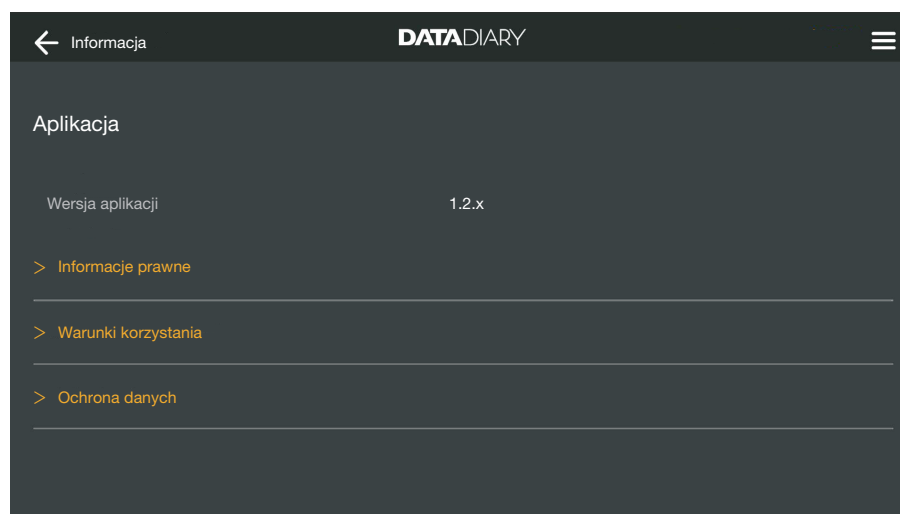 Informacja
DATADIARY
Aplikacja
Wersja aplikacji 1.2.x
> Informacje prawne
> Warunki korzystania
> Ochrona danych